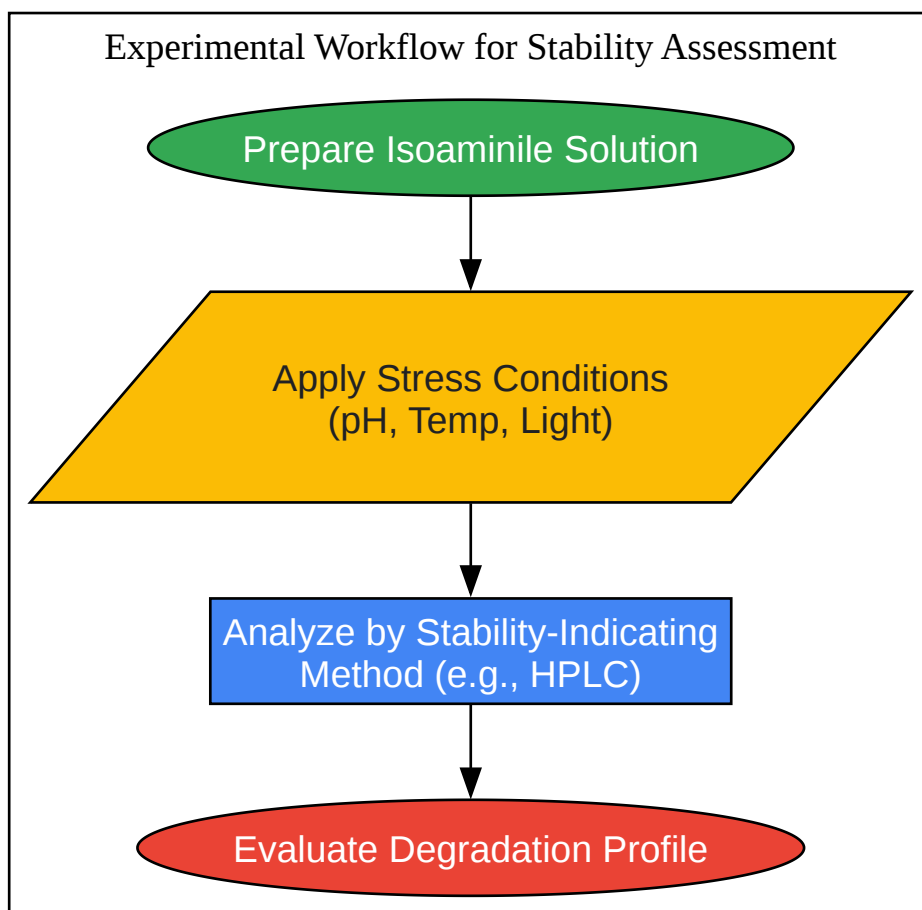 Experimental Workflow for Stability Assessment
Prepare Isoaminile Solution
Apply Stress Conditions
(pH, Temp, Light)
Analyze by Stability-Indicating
Method (e.g., HPLC)
Evaluate Degradation Profile